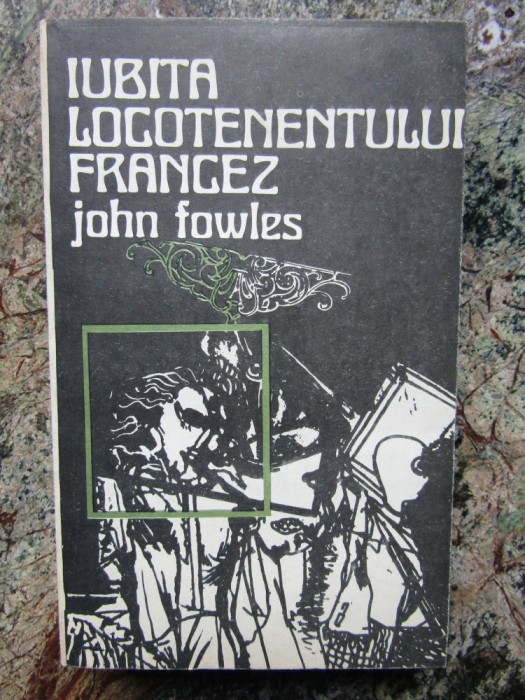 IUBITA
LOCOTENENTULUI
FRANCEZ
john fowles